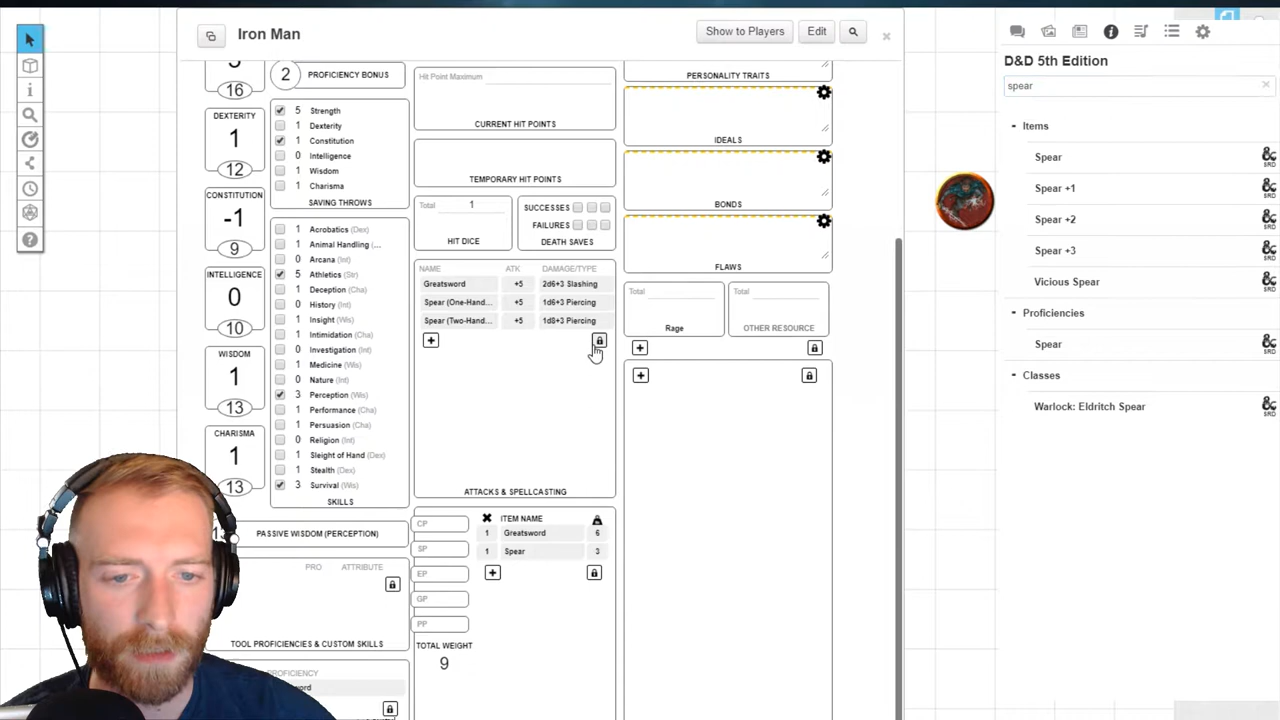 Iron Man
Show to Players
Edit
D&D 5th Edition
spear
Items
Spear
Spear +1
Spear +2
Spear +3
Vicious Spear
Proficiencies
Spear
Classes
Warlock: Eldritch Spear
SRD
SRD
SRD
SRD
SRD
SRD
SRD
16
DEXTERITY
1
12
CONSTITUTION
-1
9
INTELLIGENCE
0
10
WISDOM
1
13
CHARISMA
1
13
2 PROFICIENCY BONUS
5 Strength
1 Dexterity
1 Constitution
0 Intelligence
1 Wisdom
1 Charisma
SAVING THROWS
1 Acrobatics (Dex)
1 Animal Handling (...
0 Arcana (Int)
5 Athletics (Str)
1 Deception (Cha)
0 History (Int)
1 Insight (Wis)
1 Intimidation (Cha)
0 Investigation (Int)
1 Medicine (Wis)
0 Nature (Int)
3 Perception (Wis)
1 Performance (Cha)
1 Persuasion (Cha)
0 Religion (Int)
1 Sleight of Hand (Dex)
1 Stealth (Dex)
3 Survival (Wis)
SKILLS
PASSIVE WISDOM (PERCEPTION)
PRO ATTRIBUTE
TOOL PROFICIENCIES & CUSTOM SKILLS
PROFICIENCY
Hit Point Maximum
CURRENT HIT POINTS
TEMPORARY HIT POINTS
Total 1
HIT DICE
SUCCESSES
FAILURES
DEATH SAVES
NAME ATK DAMAGE/TYPE
Greatsword +5 2d6+3 Slashing
Spear (One-Hand... +5 1d6+3 Piercing
Spear (Two-Hand... +5 1d8+3 Piercing
ATTACKS & SPELLCASTING
CP
SP
EP
GP
PP
TOTAL WEIGHT
9
ITEM NAME
1 Greatsword 6
1 Spear 3
PERSONALITY TRAITS
IDEALS
BONDS
FLAWS
Total
Rage
Total
OTHER RESOURCE